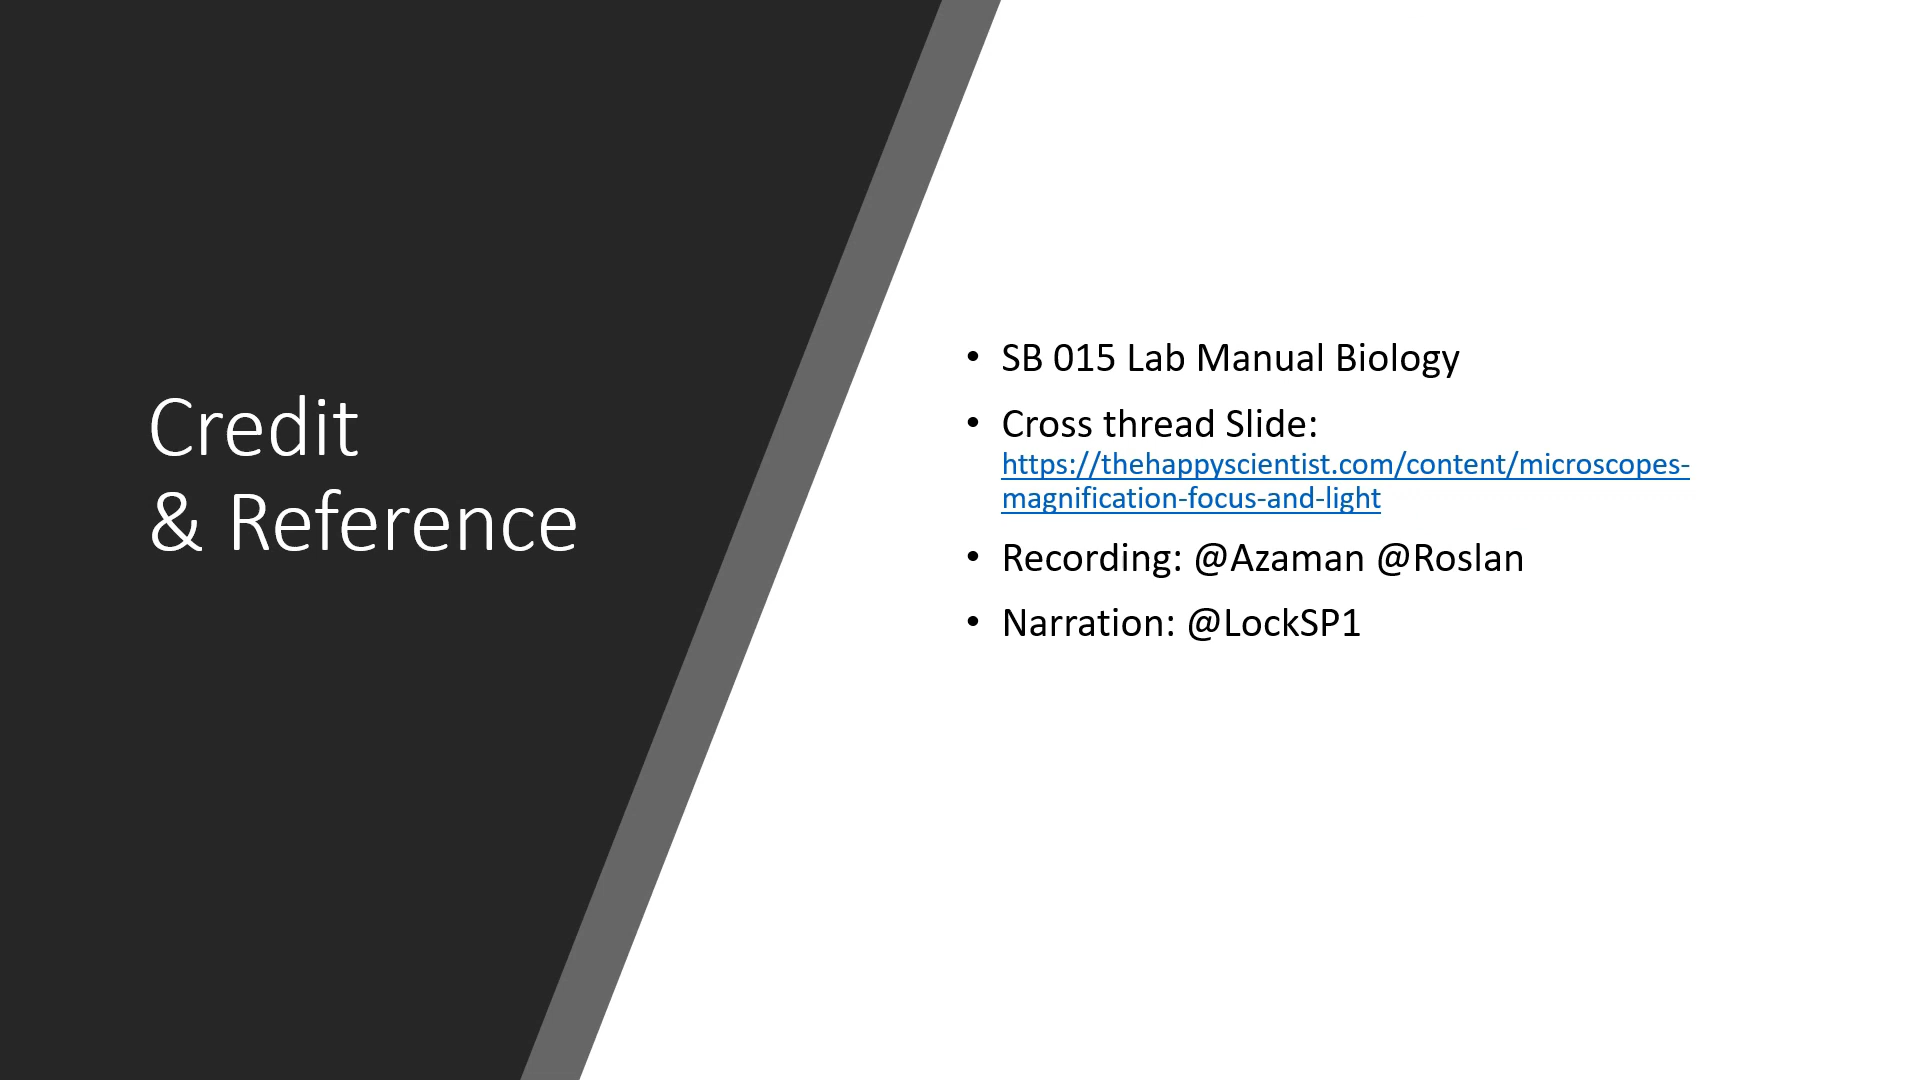 Credit
& Reference
• SB 015 Lab Manual Biology
• Cross thread Slide:
https://thehappyscientist.com/content/microscopes-
magnification-focus-and-light
• Recording: @Azaman @Roslan
• Narration: @LockSP1